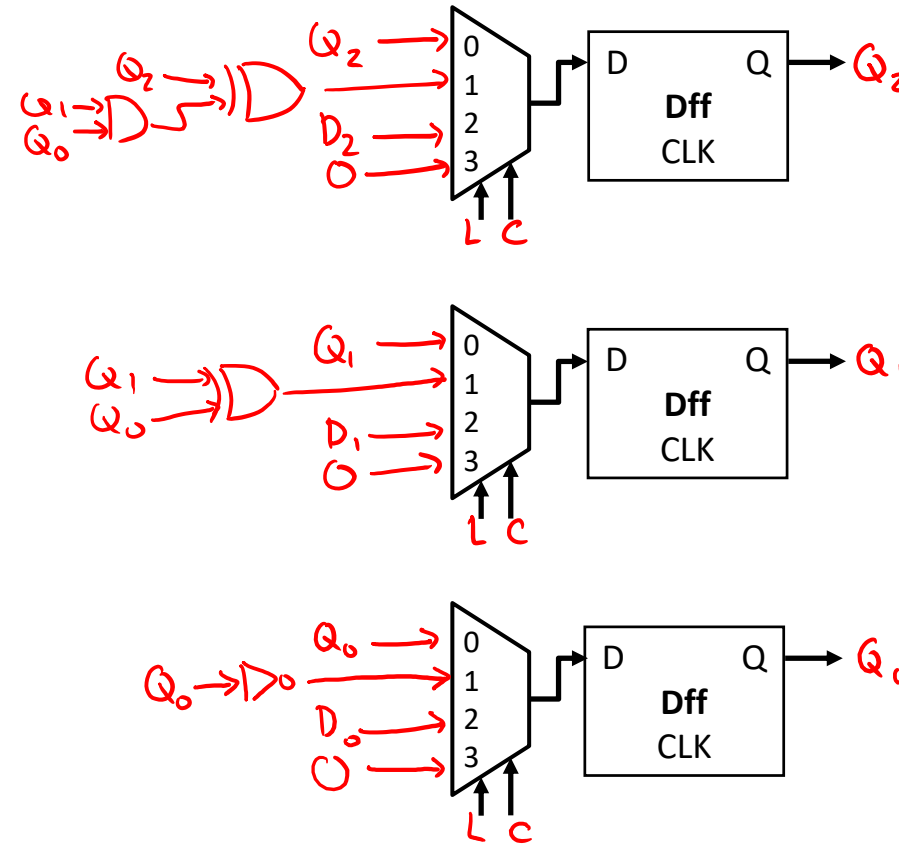 Q2 0 D Q Q2
Q2 1 Dff
Q1 D2 2 CLK
Q0 0 3
L C
Q1 0 D Q Q
Q1 1 Dff
Q0 D1 2 CLK
0 3
L C
Q0 0 D Q Q0
Q0 1 Dff
D0 2 CLK
0 3
L C